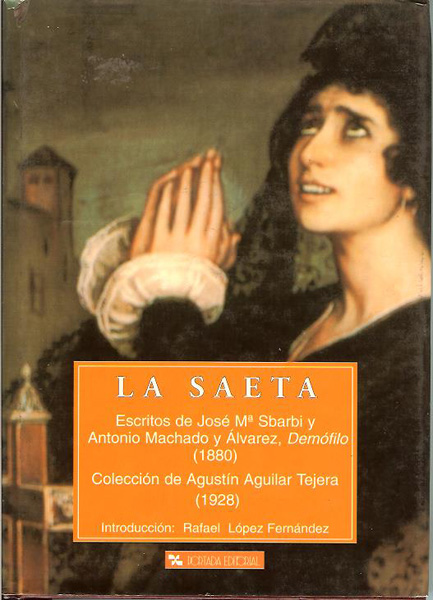 LA SAETA
Escritos de José Mª Sbarbi y
Antonio Machado y Álvarez, Demófilo
(1880)
Colección de Agustín Aguilar Tejera
(1928)
Introducción: Rafael López Fernández
PORTADA EDITORIAL